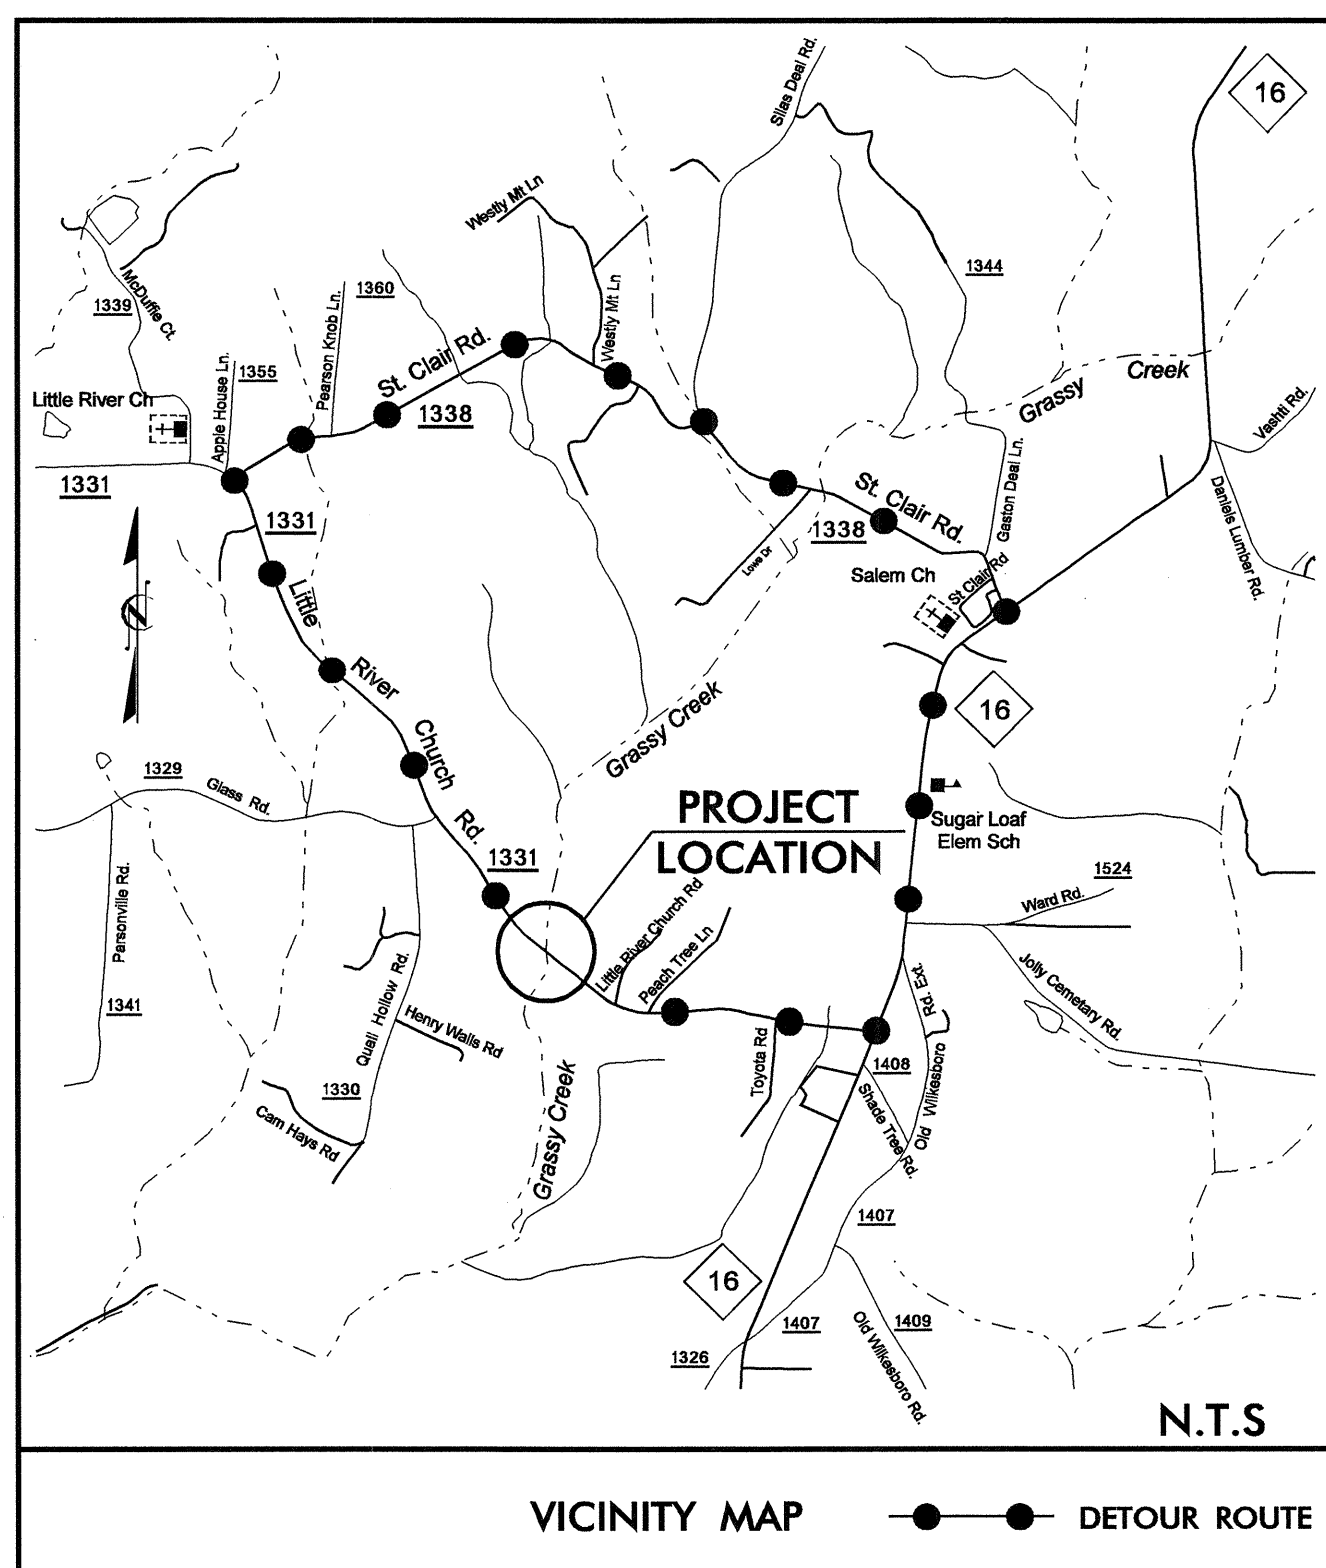 Silas Deal Rd.
16
Westly Mt Ln
1344
McDuffie Ct.
1339
1360
Westly Mt Ln
Pearson Knob Ln.
St. Clair Rd.
1338
Apple House Ln.
1355
Little River Ch
Grassy
Creek
Vashti Rd.
1331
1331
St. Clair Rd.
1338
Gaston Deal Ln.
Daniels Lumber Rd.
Lowe Dr
Salem Ch
St Clair Rd
N
Little
River
Church
Rd.
1331
16
Grassy Creek
1329
Glass Rd.
PROJECT
LOCATION
Sugar Loaf
Elem Sch
1524
Ward Rd.
Parsonville Rd.
1341
Little River Church Rd
Peach Tree Ln
Jolly Cemetary Rd.
Quail Hollow Rd.
Henry Walls Rd
1330
Cam Hays Rd
Grassy Creek
Toyota Rd
1408
Shade Tree Rd.
Old Wilkesboro Rd. Ext.
1407
16
1407
1409
Old Wilkesboro Rd.
1326
N.T.S
VICINITY MAP
DETOUR ROUTE